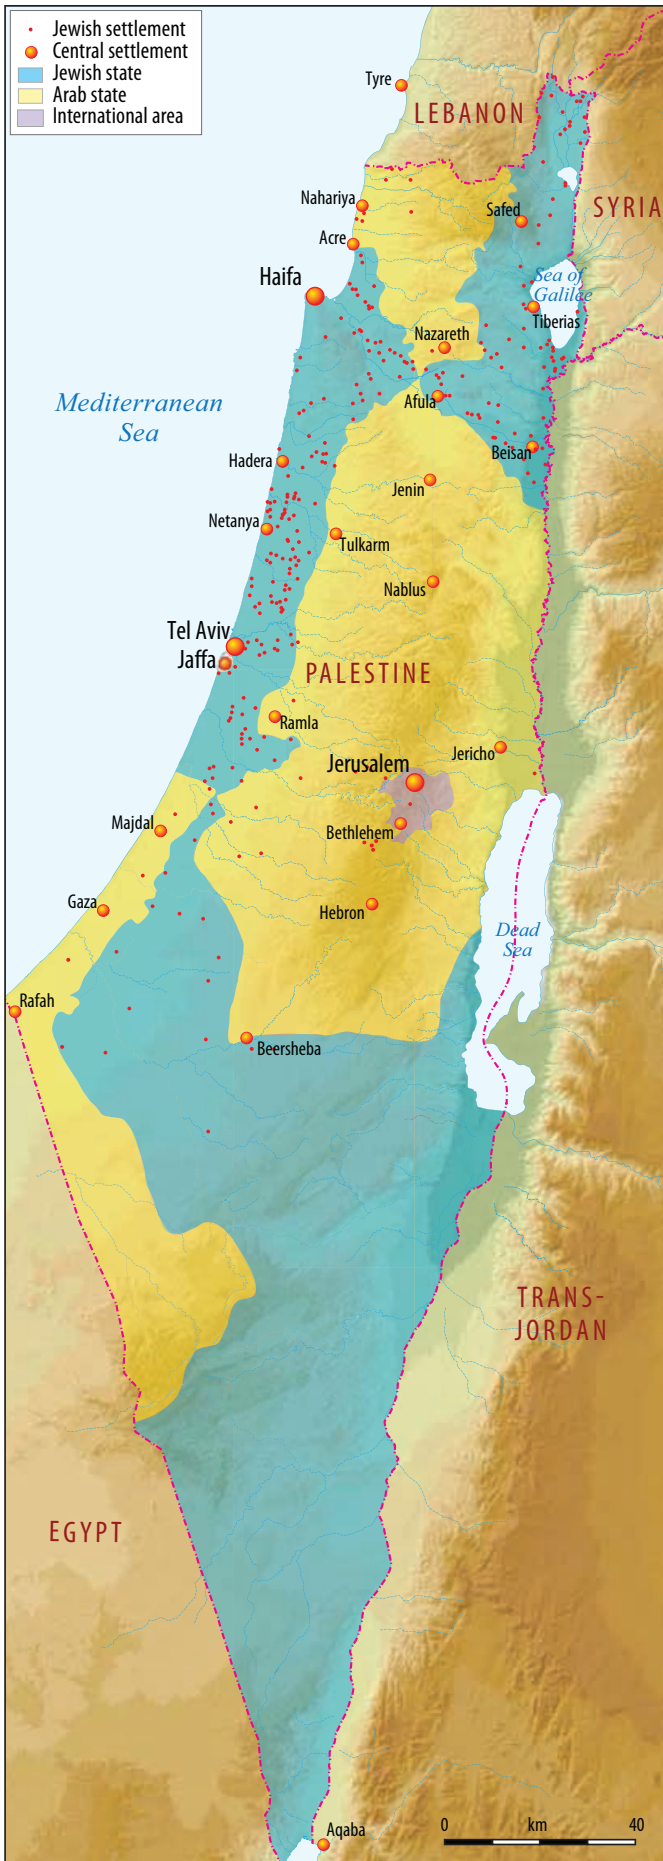 Jewish settlement
Central settlement
Jewish state
Arab state
International area
Tyre
LEBANON
Nahariya
Safed
SYRIA
Acre
Haifa
Sea of
Galilee
Tiberias
Nazareth
Mediterranean
Sea
Afula
Hadera
Beisan
Jenin
Netanya
Tulkarm
Nablus
Tel Aviv
Jaffa
PALESTINE
Ramla
Jericho
Jerusalem
Majdal
Bethlehem
Gaza
Hebron
Dead
Sea
Rafah
Beersheba
TRANS-
JORDAN
EGYPT
Aqaba
0 km 40